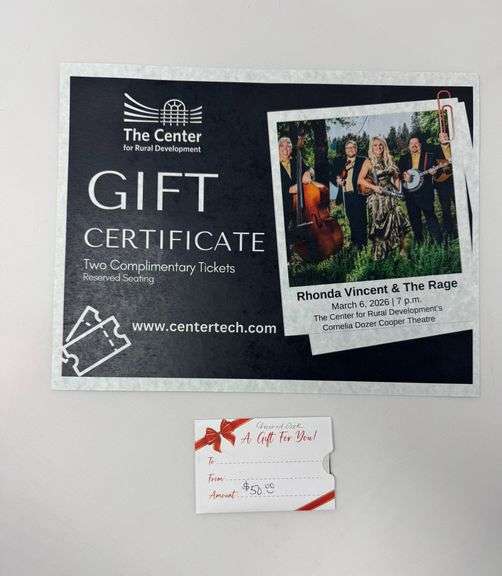 The Center
for Rural Development
GIFT
CERTIFICATE
Two Complimentary Tickets
Reserved Seating
www.centertech.com
Rhonda Vincent & The Rage
March 6, 2026 | 7 p.m.
The Center for Rural Development's
Cornelia Dozer Cooper Theatre
A Gift For You!
To
From
Amount $50.00